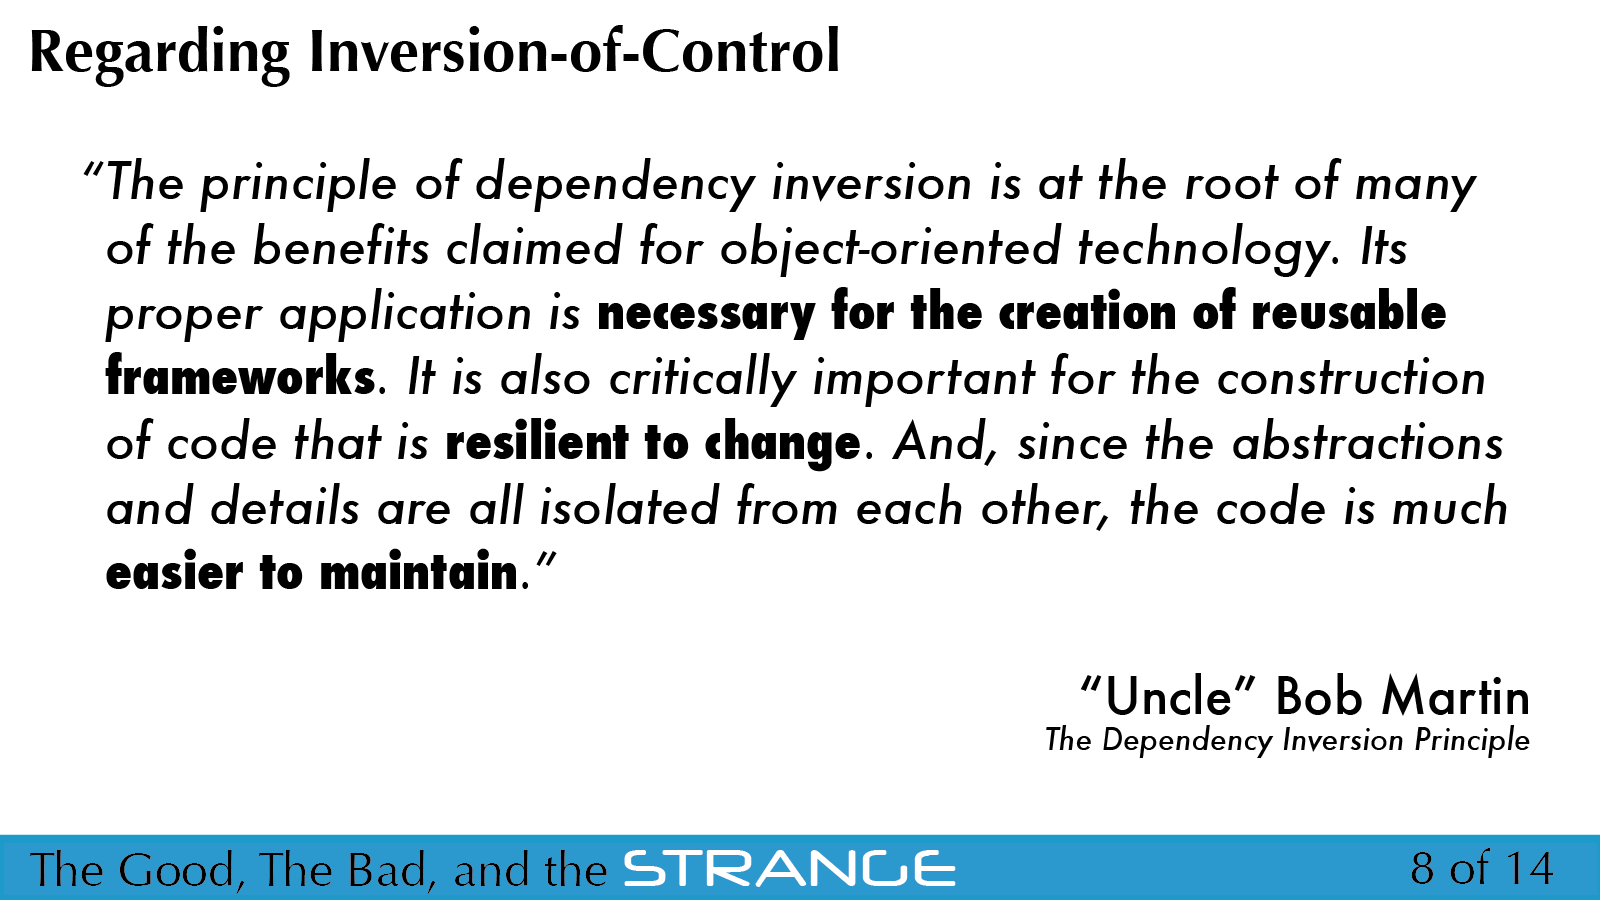 Regarding Inversion-of-Control
“The principle of dependency inversion is at the root of many
of the benefits claimed for object-oriented technology. Its
proper application is necessary for the creation of reusable
frameworks. It is also critically important for the construction
of code that is resilient to change. And, since the abstractions
and details are all isolated from each other, the code is much
easier to maintain.”
“Uncle” Bob Martin
The Dependency Inversion Principle
The Good, The Bad, and the STRANGE
8 of 14